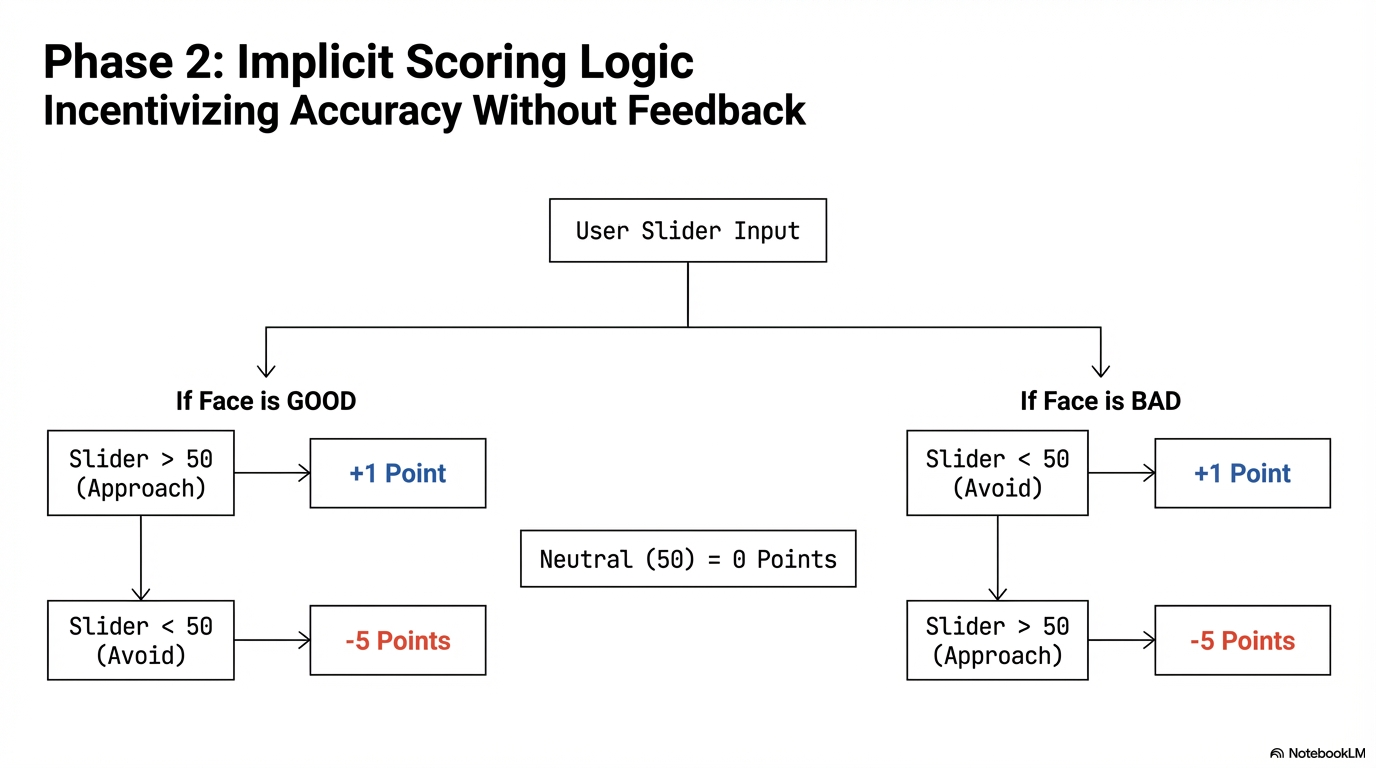 Phase 2: Implicit Scoring Logic
Incentivizing Accuracy Without Feedback
User Slider Input
If Face is GOOD
Slider > 50
(Approach)
+1 Point
Slider < 50
(Avoid)
-5 Points
Neutral (50) = 0 Points
If Face is BAD
Slider < 50
(Avoid)
+1 Point
Slider > 50
(Approach)
-5 Points
NotebookLM